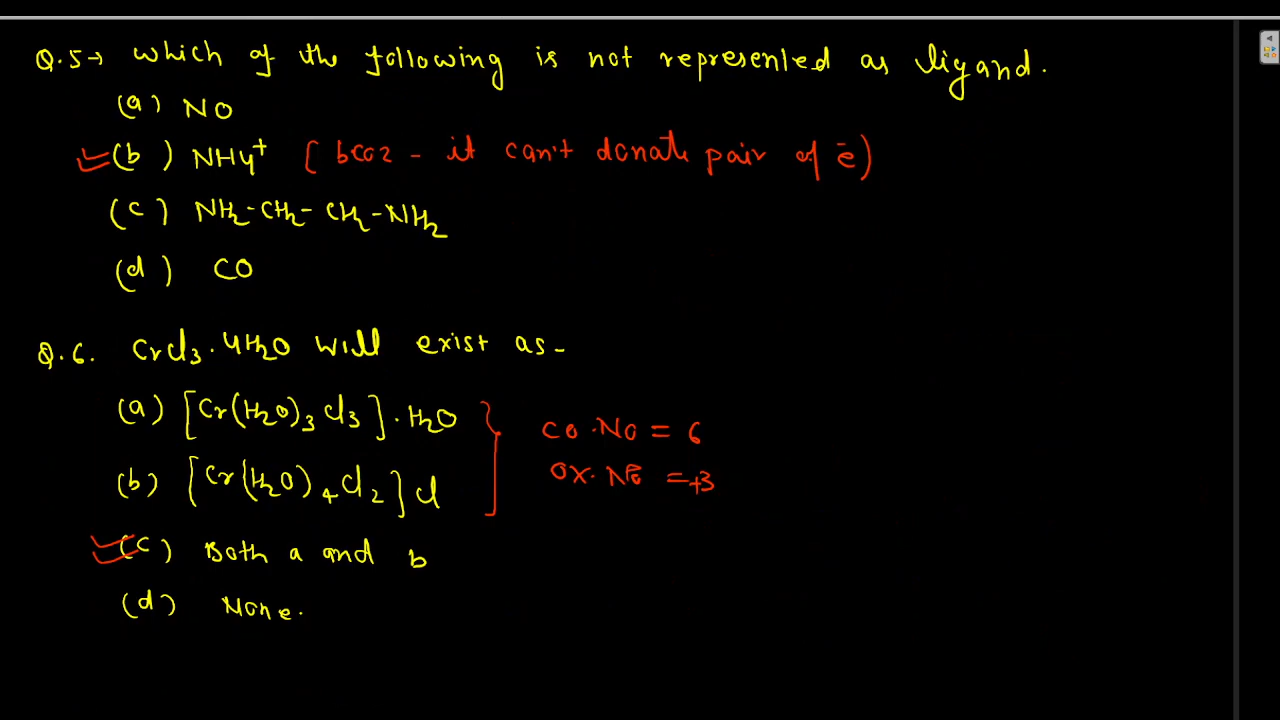 Q.5→ Which of the following is not represented as ligand.
(a) NO
(b) NH4⁺ [bcoz - it can't donate pair of ē)
(c) NH2-CH2-CH2-NH2
(d) CO
Q.6. CrCl3.4H2O will exist as-
(a) [Cr(H2O)3Cl3].H2O
(b) [Cr(H2O)4Cl2]Cl
CO.NO = 6
OX.NO = +3
(c) Both a and b
(d) None.